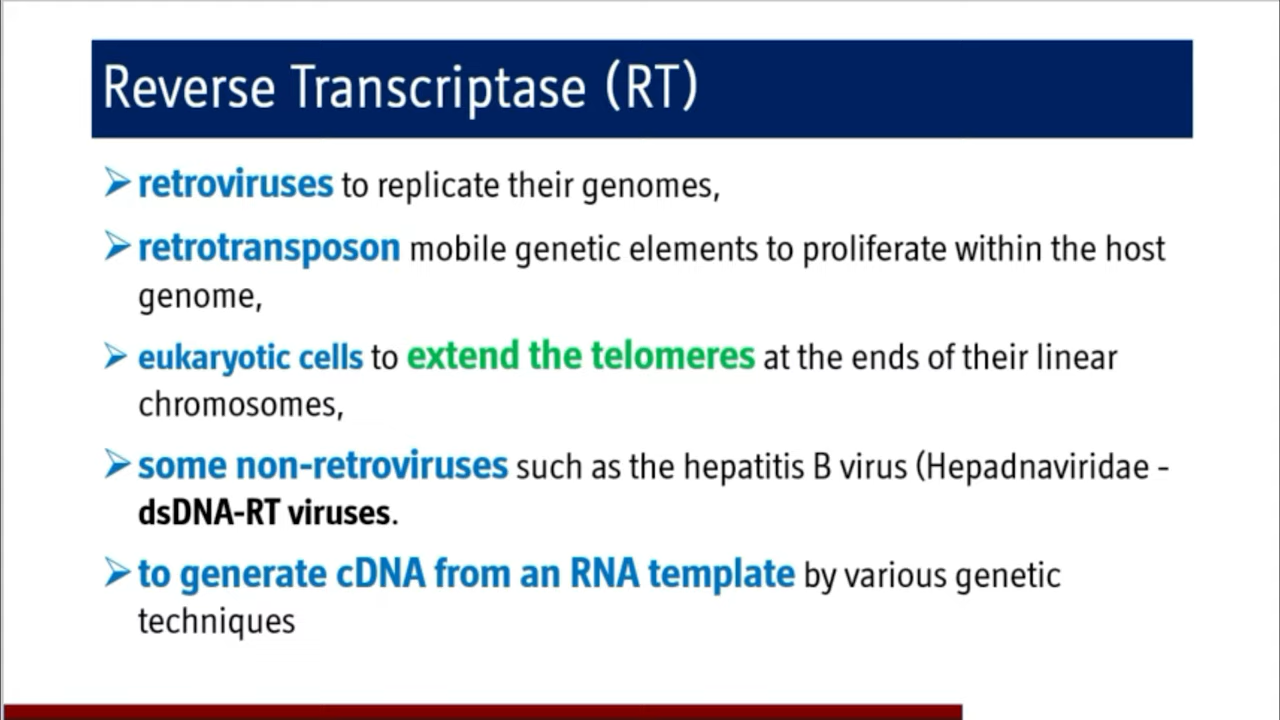 Reverse Transcriptase (RT)
➢retroviruses to replicate their genomes,
➢retrotransposon mobile genetic elements to proliferate within the host
genome,
➢ eukaryotic cells to extend the telomeres at the ends of their linear
chromosomes,
➢some non-retroviruses such as the hepatitis B virus (Hepadnaviridae -
dsDNA-RT viruses.
➢to generate cDNA from an RNA template by various genetic
techniques